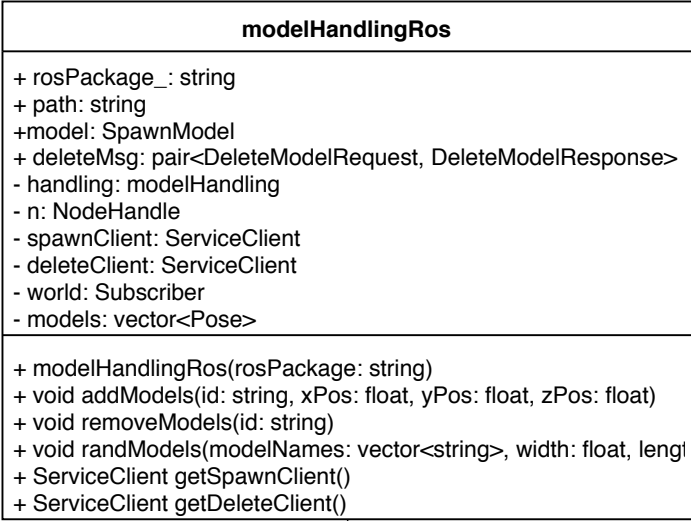 modelHandlingRos
+ rosPackage_: string
+ path: string
+model: SpawnModel
+ deleteMsg: pair<DeleteModelRequest, DeleteModelResponse>
- handling: modelHandling
- n: NodeHandle
- spawnClient: ServiceClient
- deleteClient: ServiceClient
- world: Subscriber
- models: vector<Pose>
+ modelHandlingRos(rosPackage: string)
+ void addModels(id: string, xPos: float, yPos: float, zPos: float)
+ void removeModels(id: string)
+ void randModels(modelNames: vector<string>, width: float,
+ ServiceClient getSpawnClient()
+ ServiceClient getDeleteClient()